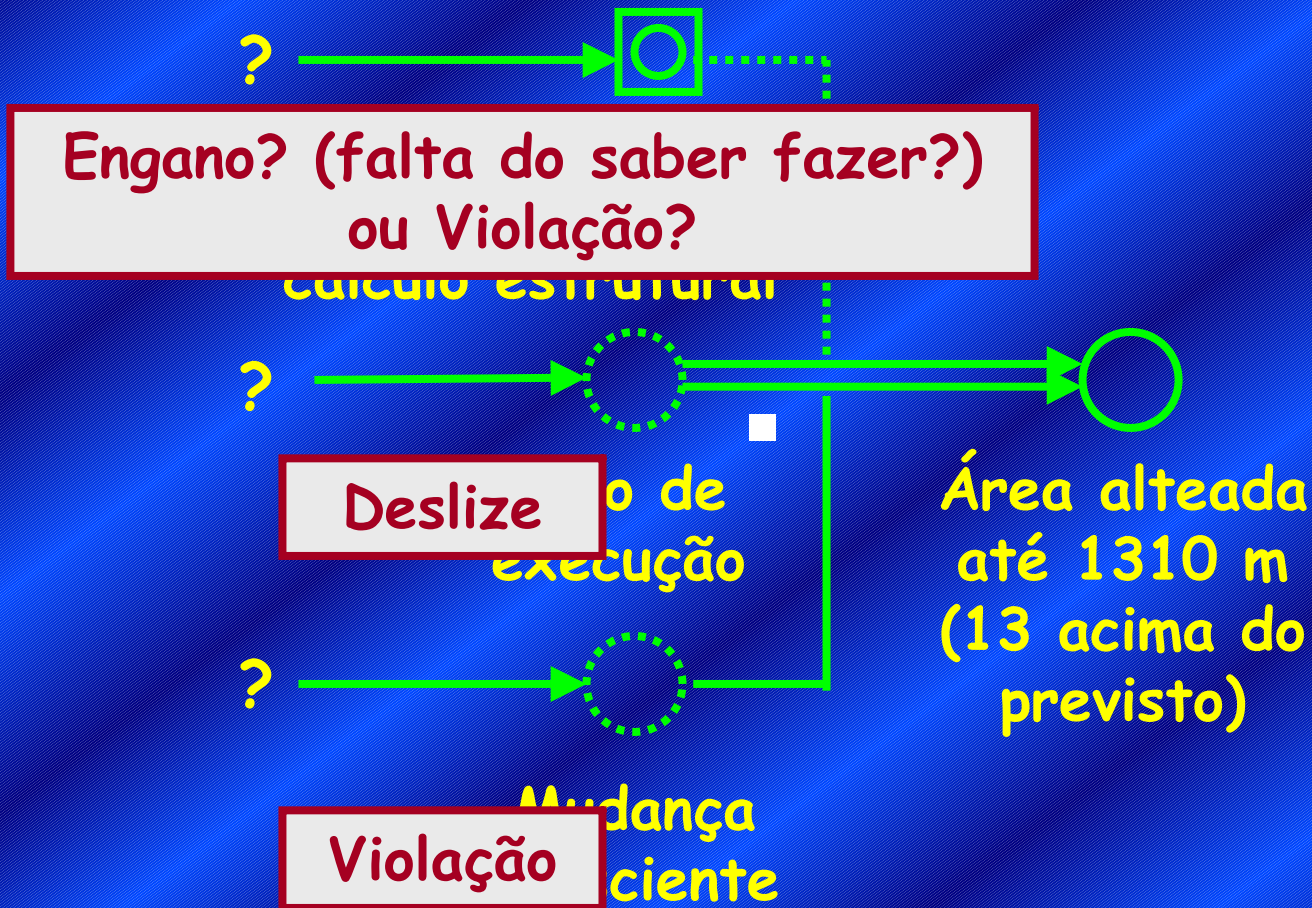 ?
Engano? (falta do saber fazer?)
ou Violação?
cálculo estrutural
?
Deslize
o de
execução
Área alteada
até 1310 m
(13 acima do
previsto)
?
Mudança
Violação
ciente